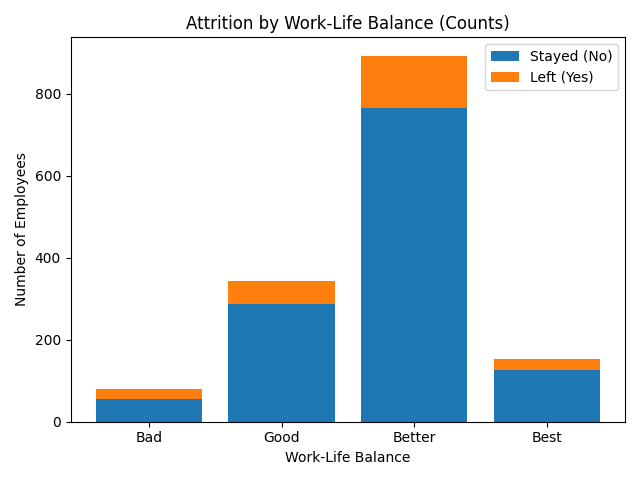 Attrition by Work-Life Balance (Counts)
Stayed (No)
Left (Yes)
Number of Employees
800
600
400
200
0
Bad Good Better Best
Work-Life Balance